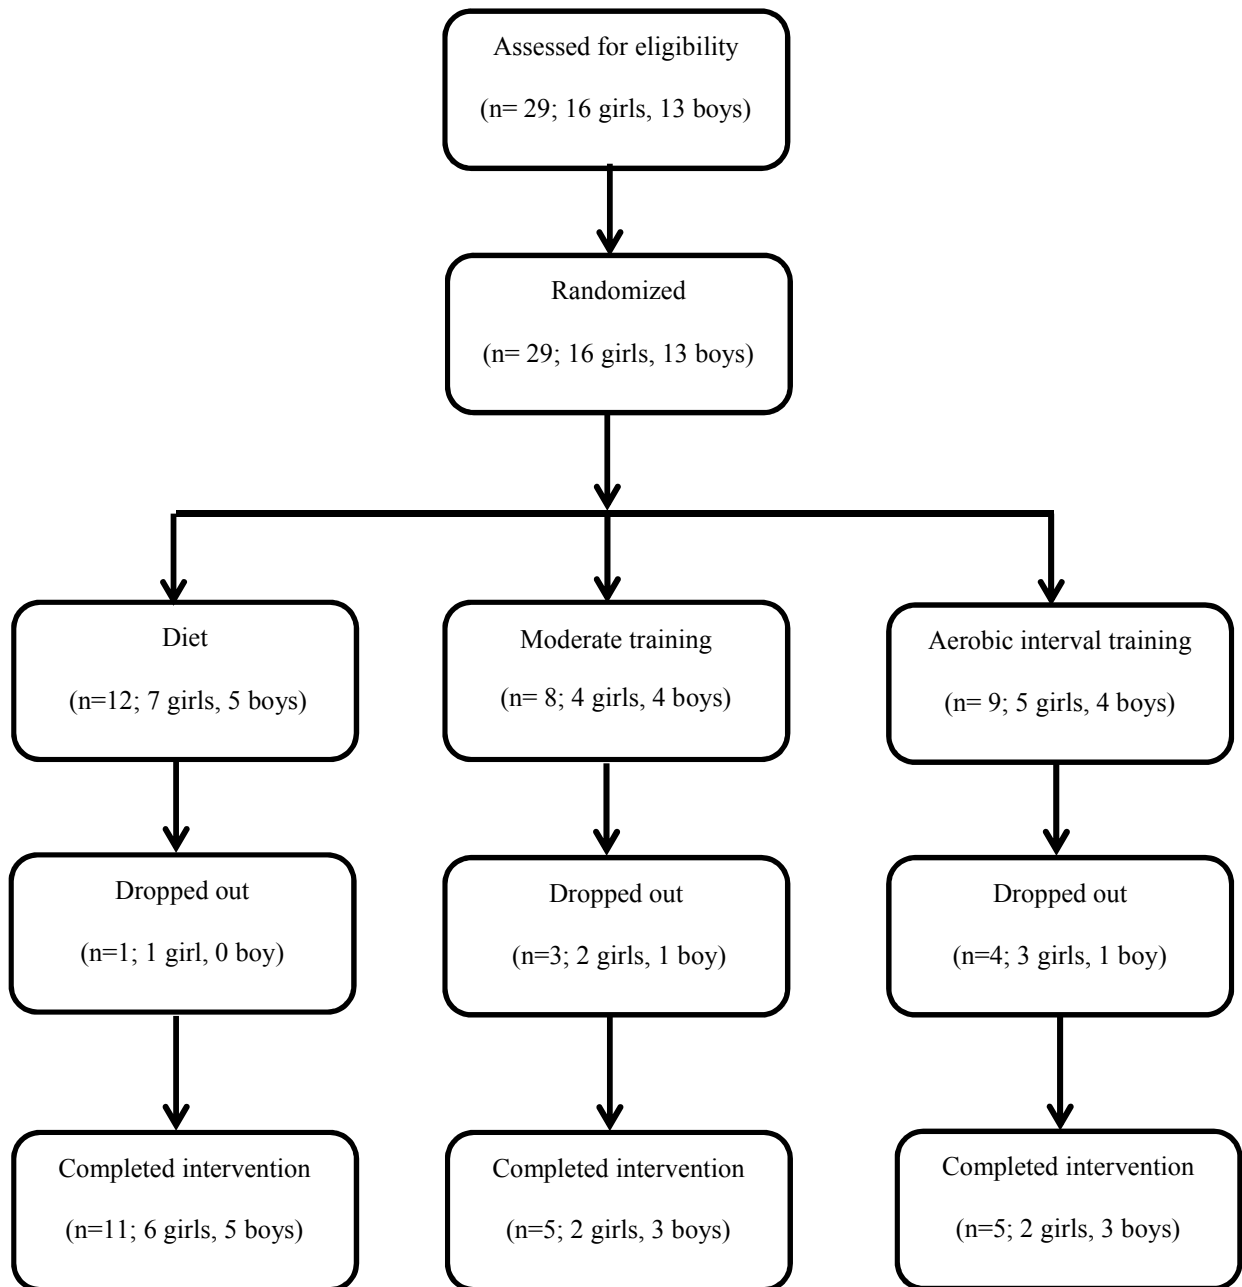 Assessed for eligibility
(n= 29; 16 girls, 13 boys)
Randomized
(n= 29; 16 girls, 13 boys)
Diet
(n=12; 7 girls, 5 boys)
Moderate training
(n= 8; 4 girls, 4 boys)
Aerobic interval training
(n= 9; 5 girls, 4 boys)
Dropped out
(n=1; 1 girl, 0 boy)
Dropped out
(n=3; 2 girls, 1 boy)
Dropped out
(n=4; 3 girls, 1 boy)
Completed intervention
(n=11; 6 girls, 5 boys)
Completed intervention
(n=5; 2 girls, 3 boys)
Completed intervention
(n=5; 2 girls, 3 boys)